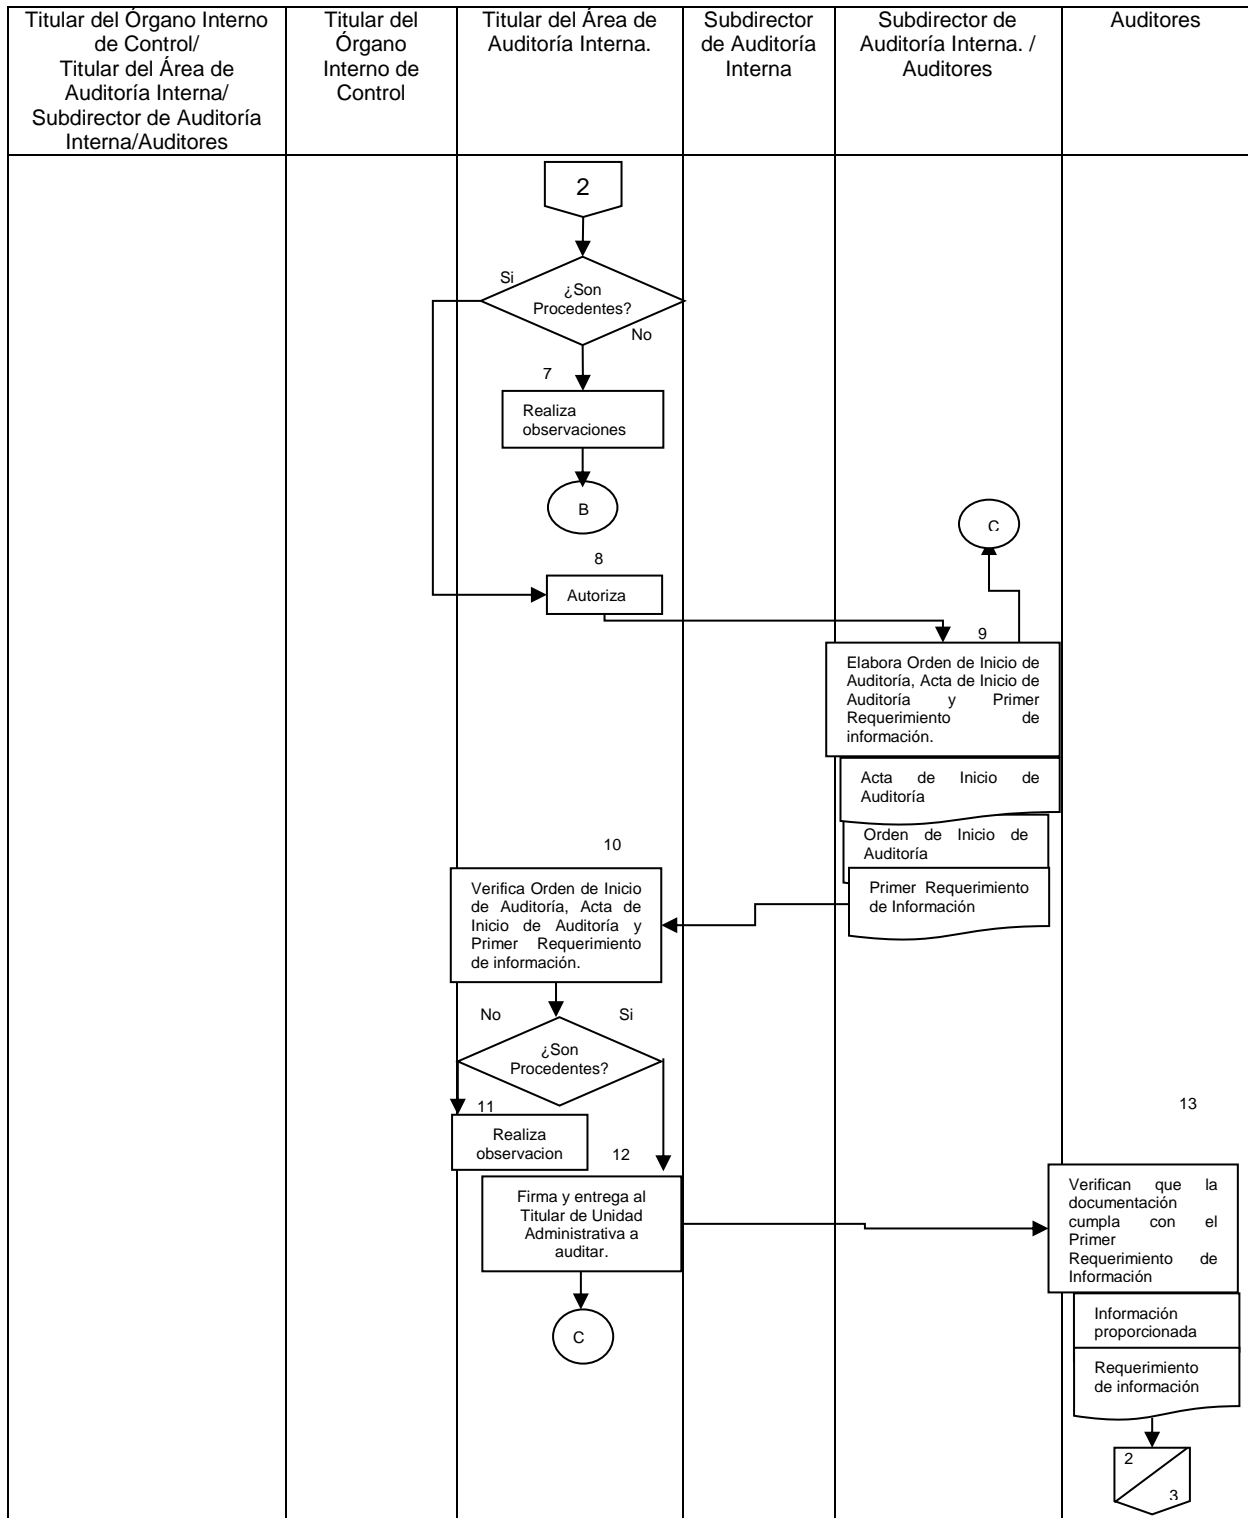 Titular del Órgano Interno
de Control/
Titular del Área de
Auditoría Interna/
Subdirector de Auditoría
Interna/Auditores
Titular del
Órgano
Interno de
Control
Titular del Área de
Auditoría Interna.
Subdirector
de Auditoría
Interna
Subdirector de
Auditoría Interna. /
Auditores
Auditores
2
Si
¿Son
Procedentes?
No
7
Realiza
observaciones
B
C
8
Autoriza
9
Elabora Orden de Inicio de
Auditoría, Acta de Inicio de
Auditoría y Primer
Requerimiento de
información.
Acta de Inicio de
Auditoría
Orden de Inicio de
Auditoría
Primer Requerimiento
de Información
10
Verifica Orden de Inicio
de Auditoría, Acta de
Inicio de Auditoría y
Primer Requerimiento
de información.
No
Si
¿Son
Procedentes?
11
Realiza
observacion
12
Firma y entrega al
Titular de Unidad
Administrativa a
auditar.
C
13
Verifican que la
documentación
cumpla con el
Primer
Requerimiento de
Información
Información
proporcionada
Requerimiento
de información
2
3